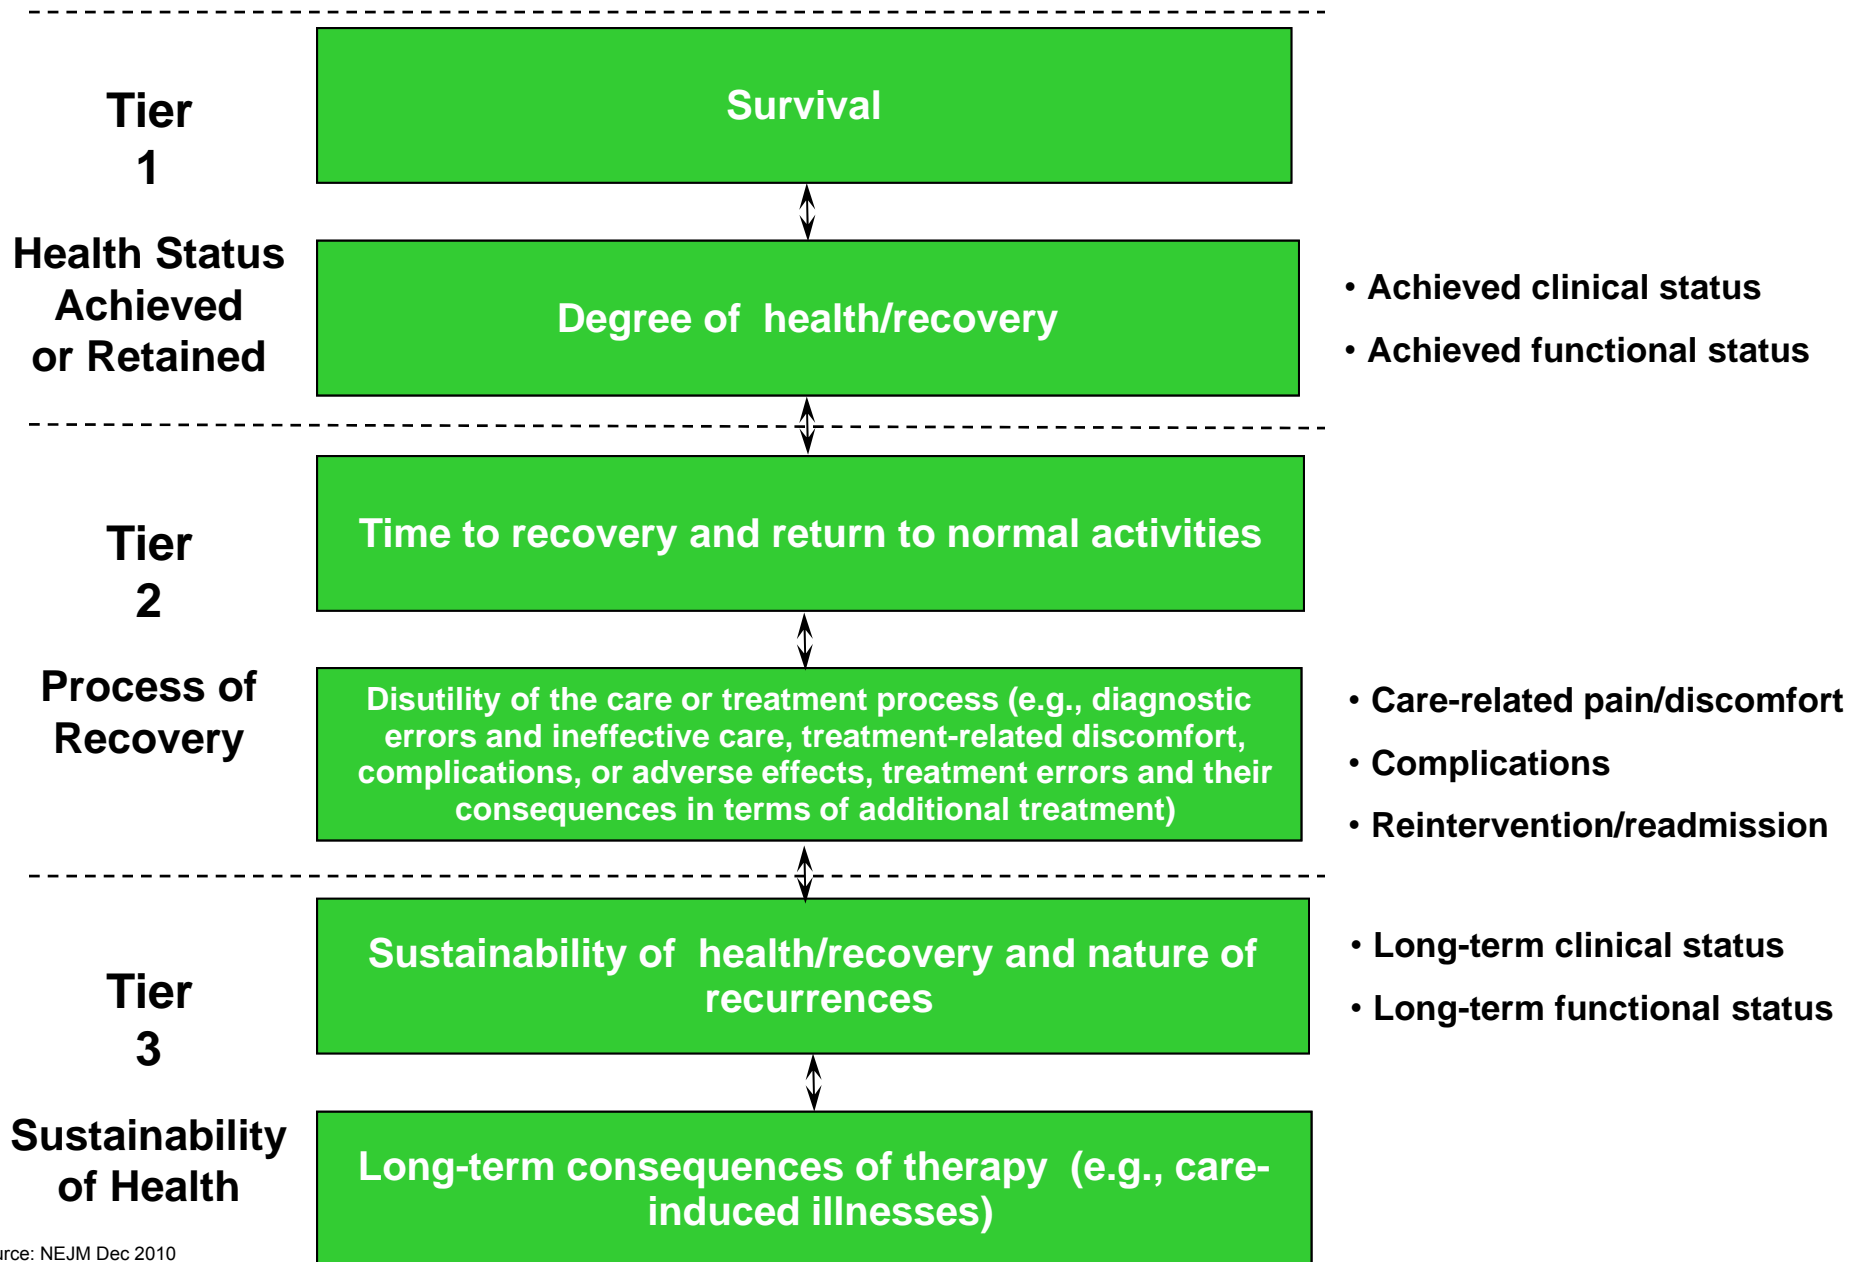 Tier
1
Survival
Health Status
Achieved
or Retained
Degree of health/recovery
• Achieved clinical status
• Achieved functional status
Tier
2
Time to recovery and return to normal activities
Process of
Recovery
Disutility of the care or treatment process (e.g., diagnostic
errors and ineffective care, treatment-related discomfort,
complications, or adverse effects, treatment errors and their
consequences in terms of additional treatment)
• Care-related pain/discomfort
• Complications
• Reintervention/readmission
Tier
3
Sustainability of health/recovery and nature of
recurrences
• Long-term clinical status
• Long-term functional status
Sustainability
of Health
Long-term consequences of therapy (e.g., care-
induced illnesses)
urce: NEJM Dec 2010